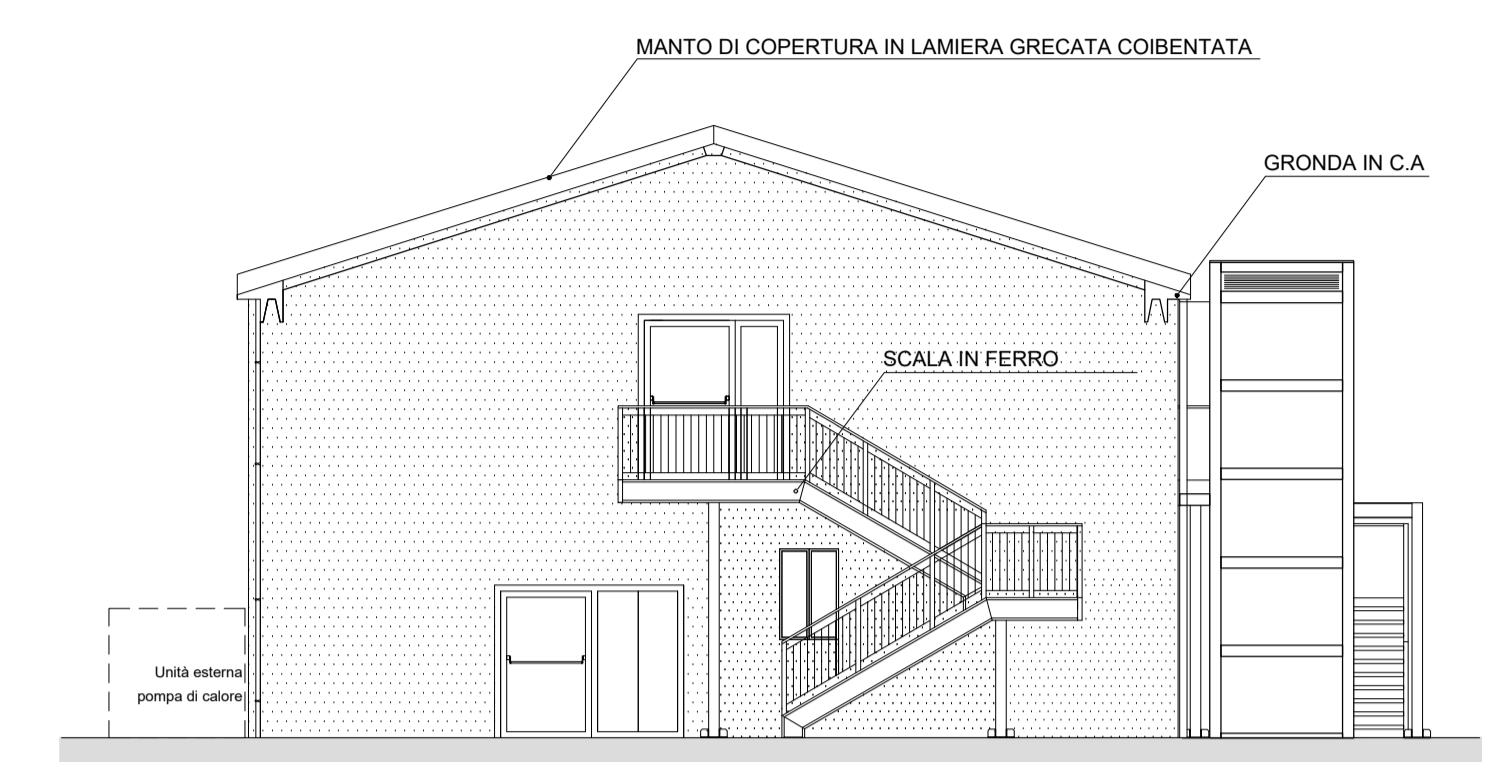 MANTO DI COPERTURA IN LAMIERA GRECATA COIBENTATA
GRONDA IN C.A
SCALA IN FERRO
Unità esterna
pompa di calore